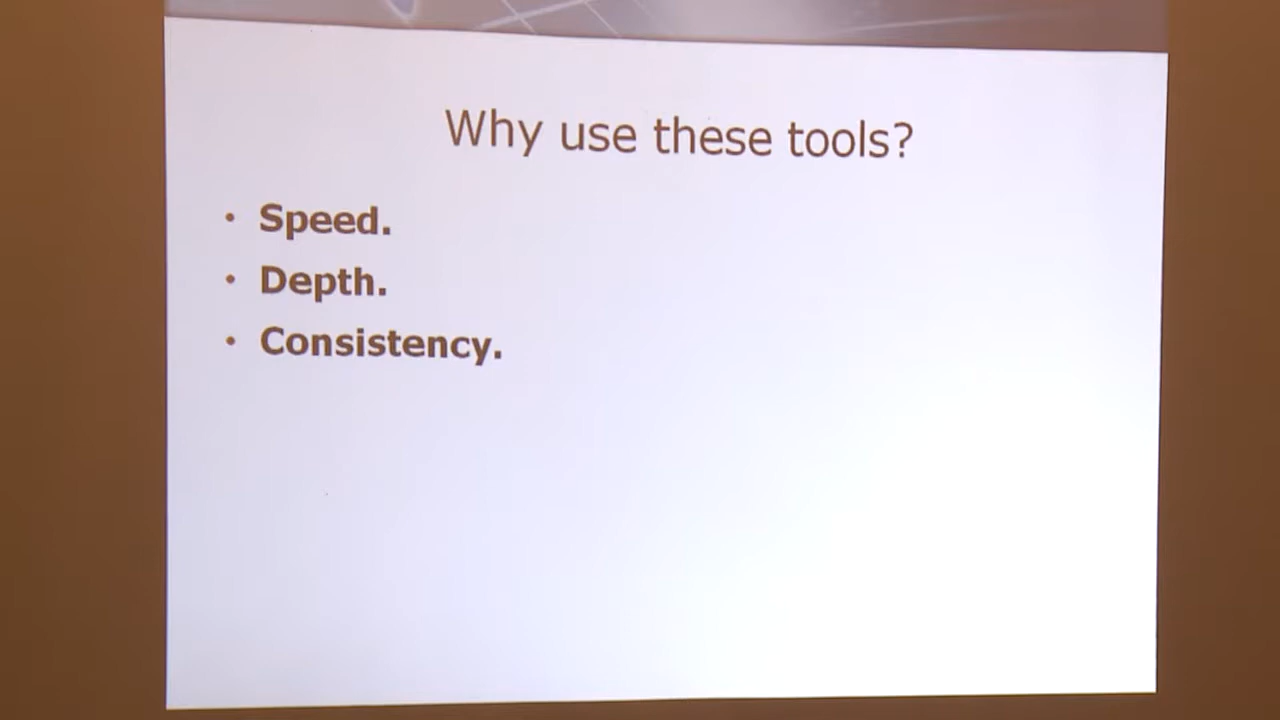 Why use these tools?
• Speed.
• Depth.
• Consistency.